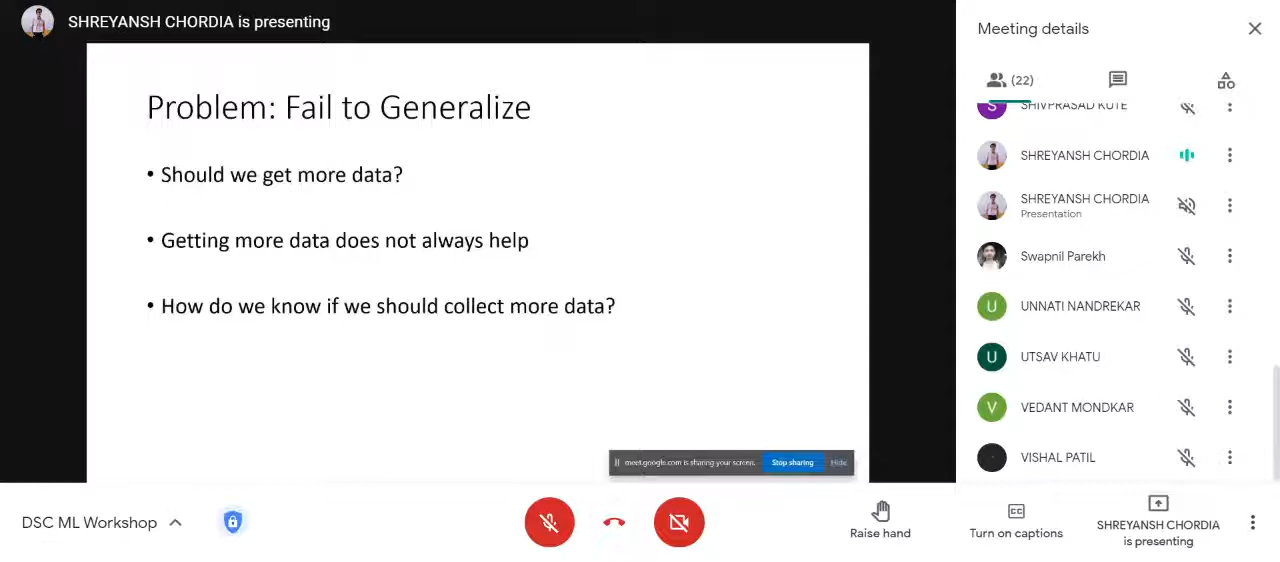 SHREYANSH CHORDIA is presenting
Problem: Fail to Generalize
• Should we get more data?
• Getting more data does not always help
• How do we know if we should collect more data?
meet.google.com is sharing your screen.
Stop sharing
Hide
Meeting details
(22)
S
SHIVPRASAD KUTE
SHREYANSH CHORDIA
SHREYANSH CHORDIA
Presentation
Swapnil Parekh
U
UNNATI NANDREKAR
U
UTSAV KHATU
V
VEDANT MONDKAR
VISHAL PATIL
DSC ML Workshop
Raise hand
CC
Turn on captions
SHREYANSH CHORDIA
is presenting